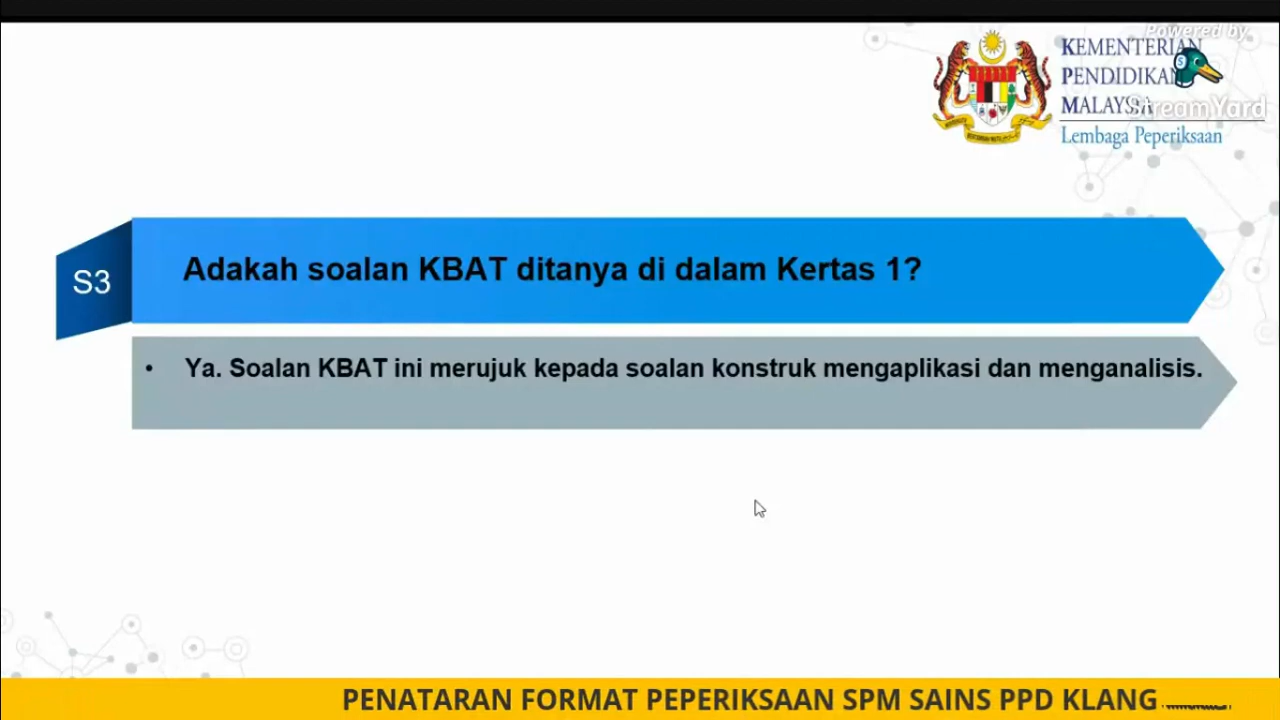 Powered by
KEMENTERIAN
PENDIDIKAN
MALAYSIA
StreamYard
Lembaga Peperiksaan
S3
Adakah soalan KBAT ditanya di dalam Kertas 1?
• Ya. Soalan KBAT ini merujuk kepada soalan konstruk mengaplikasi dan menganalisis.
PENATARAN FORMAT PEPERIKSAAN SPM SAINS PPD KLANG